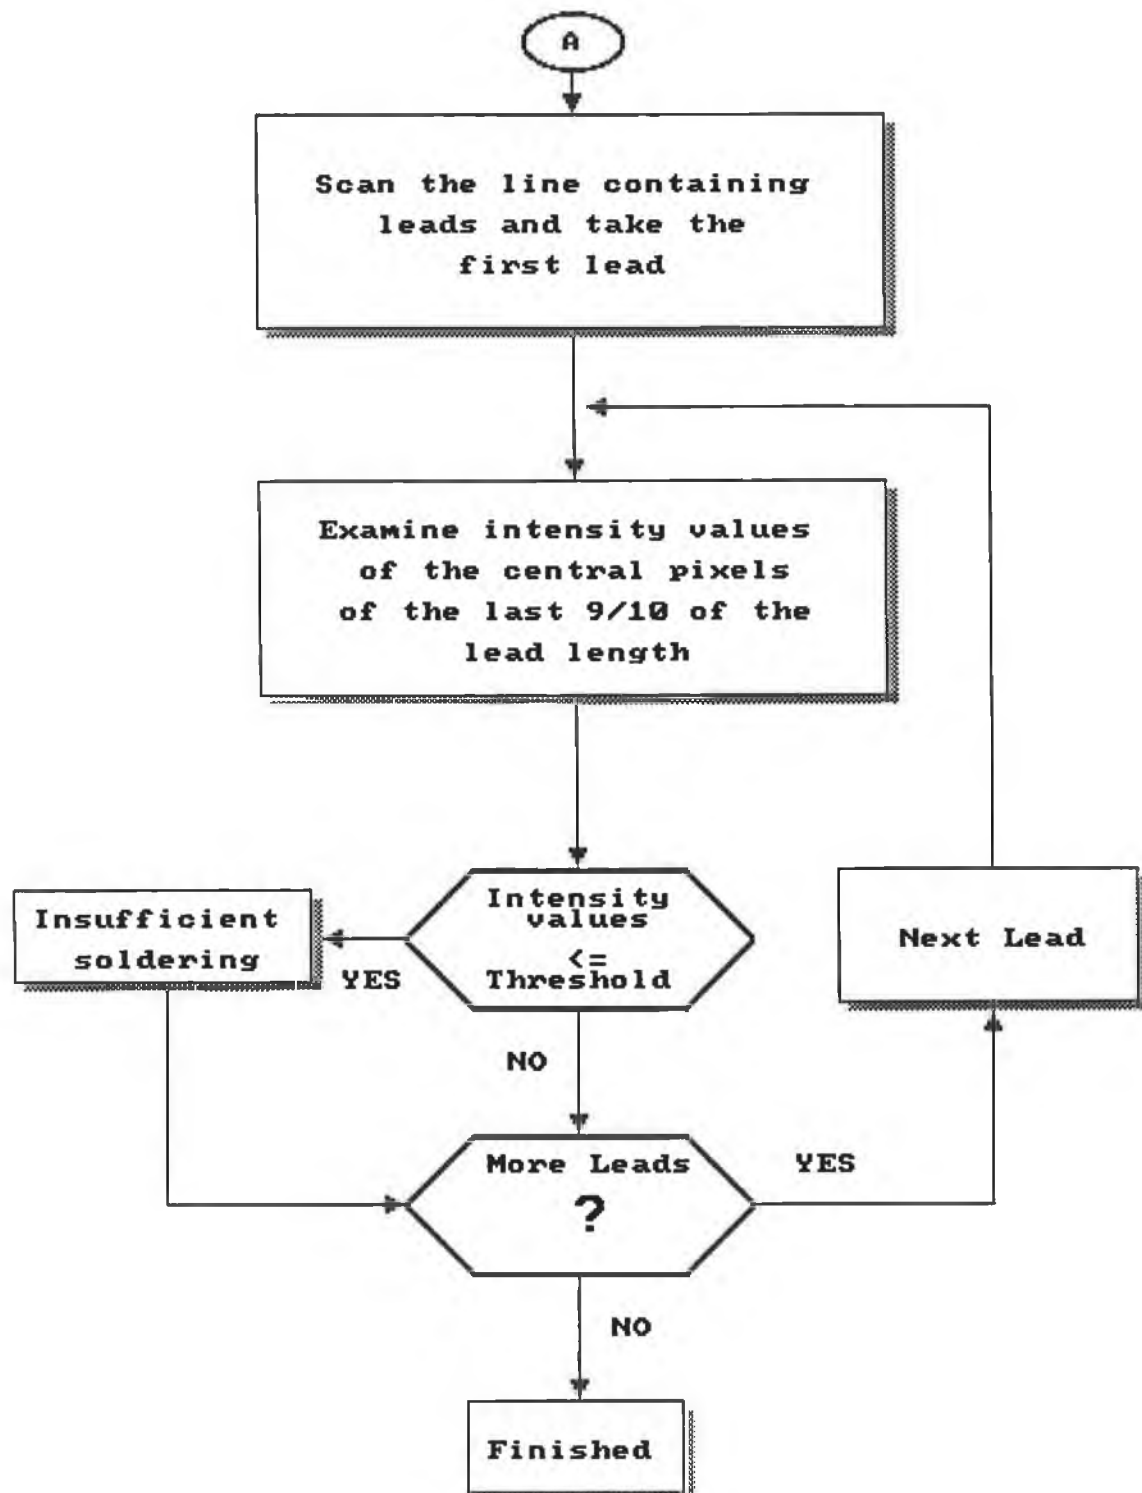 A
Scan the line containing
leads and take the
first lead
Examine intensity values
of the central pixels
of the last 9/10 of the
lead length
Intensity
values
<=
Threshold
YES
Insufficient
soldering
Next Lead
NO
More Leads
?
YES
NO
Finished